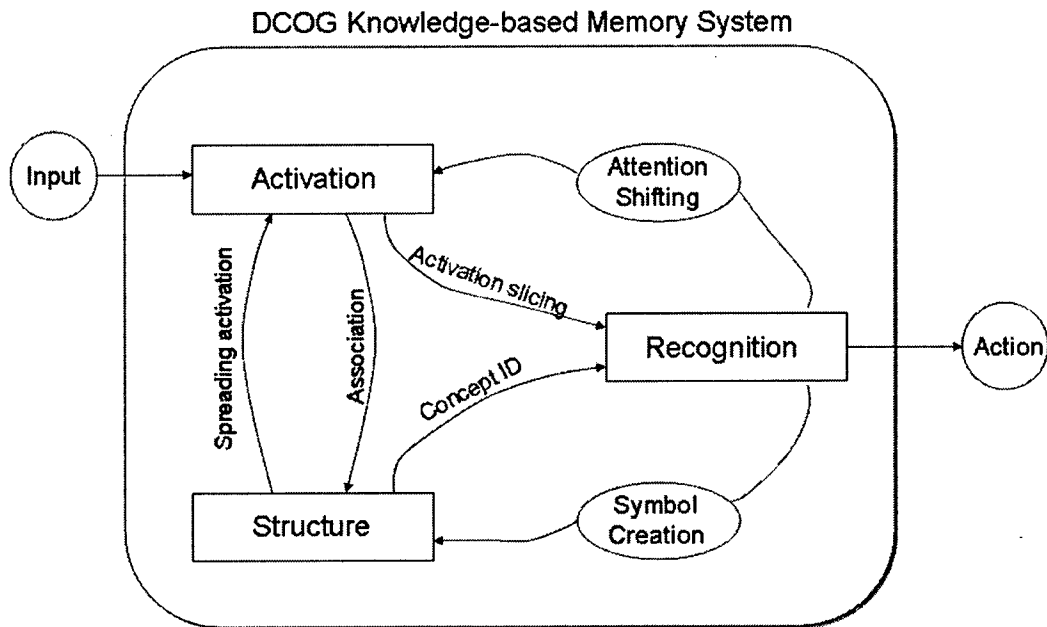 DCOG Knowledge-based Memory System
Input
Activation
Attention
Shifting
Activation slicing
Spreading activation
Association
Recognition
Action
Concept ID
Structure
Symbol
Creation